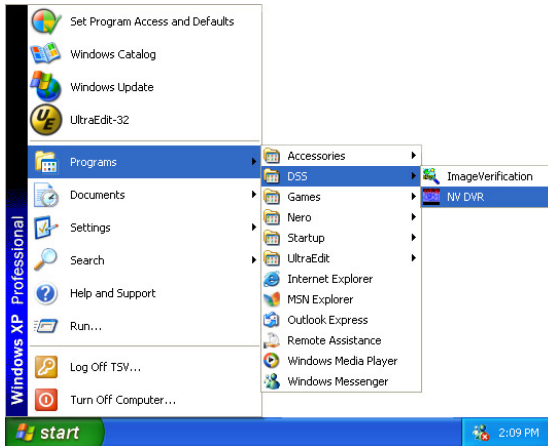 Set Program Access and Defaults
Windows Catalog
Windows Update
UE
UltraEdit-32
Programs
Documents
Settings
Search
Help and Support
Run...
Log Off TSV...
Turn Off Computer...
Windows XP Professional
Accessories
DSS
Games
Nero
Startup
UltraEdit
Internet Explorer
MSN Explorer
Outlook Express
Remote Assistance
Windows Media Player
Windows Messenger
ImageVerification
NV DVR
start
2:09 PM